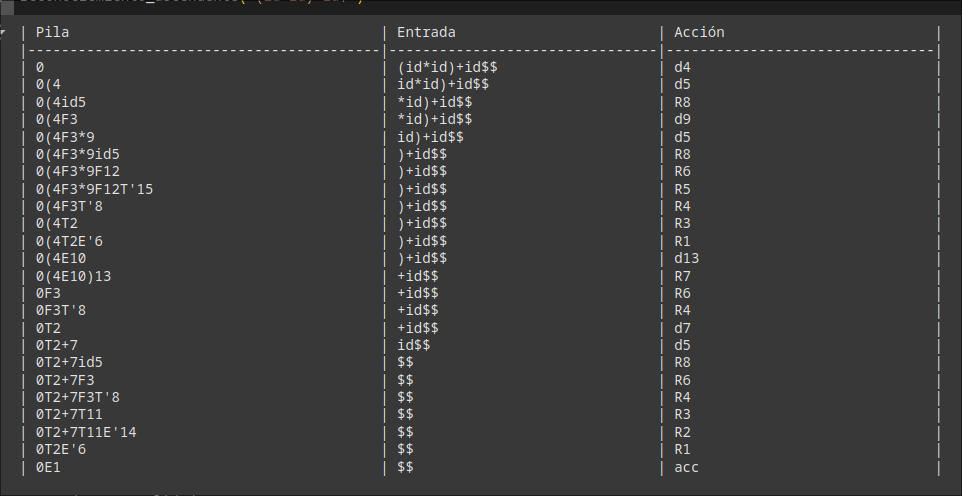 | Pila | Entrada | Acción |
|------------------------------------------|--------------------------------|--------------------------------|
| 0 | (id*id)+id$$ | d4 |
| 0(4 | id*id)+id$$ | d5 |
| 0(4id5 | *id)+id$$ | R8 |
| 0(4F3 | *id)+id$$ | d9 |
| 0(4F3*9 | id)+id$$ | d5 |
| 0(4F3*9id5 | )+id$$ | R8 |
| 0(4F3*9F12 | )+id$$ | R6 |
| 0(4F3*9F12T'15 | )+id$$ | R5 |
| 0(4F3T'8 | )+id$$ | R4 |
| 0(4T2 | )+id$$ | R3 |
| 0(4T2E'6 | )+id$$ | R1 |
| 0(4E10 | )+id$$ | d13 |
| 0(4E10)13 | +id$$ | R7 |
| 0F3 | +id$$ | R6 |
| 0F3T'8 | +id$$ | R4 |
| 0T2 | +id$$ | d7 |
| 0T2+7 | id$$ | d5 |
| 0T2+7id5 | $$ | R8 |
| 0T2+7F3 | $$ | R6 |
| 0T2+7F3T'8 | $$ | R4 |
| 0T2+7T11 | $$ | R3 |
| 0T2+7T11E'14 | $$ | R2 |
| 0T2E'6 | $$ | R1 |
| 0E1 | $$ | acc |